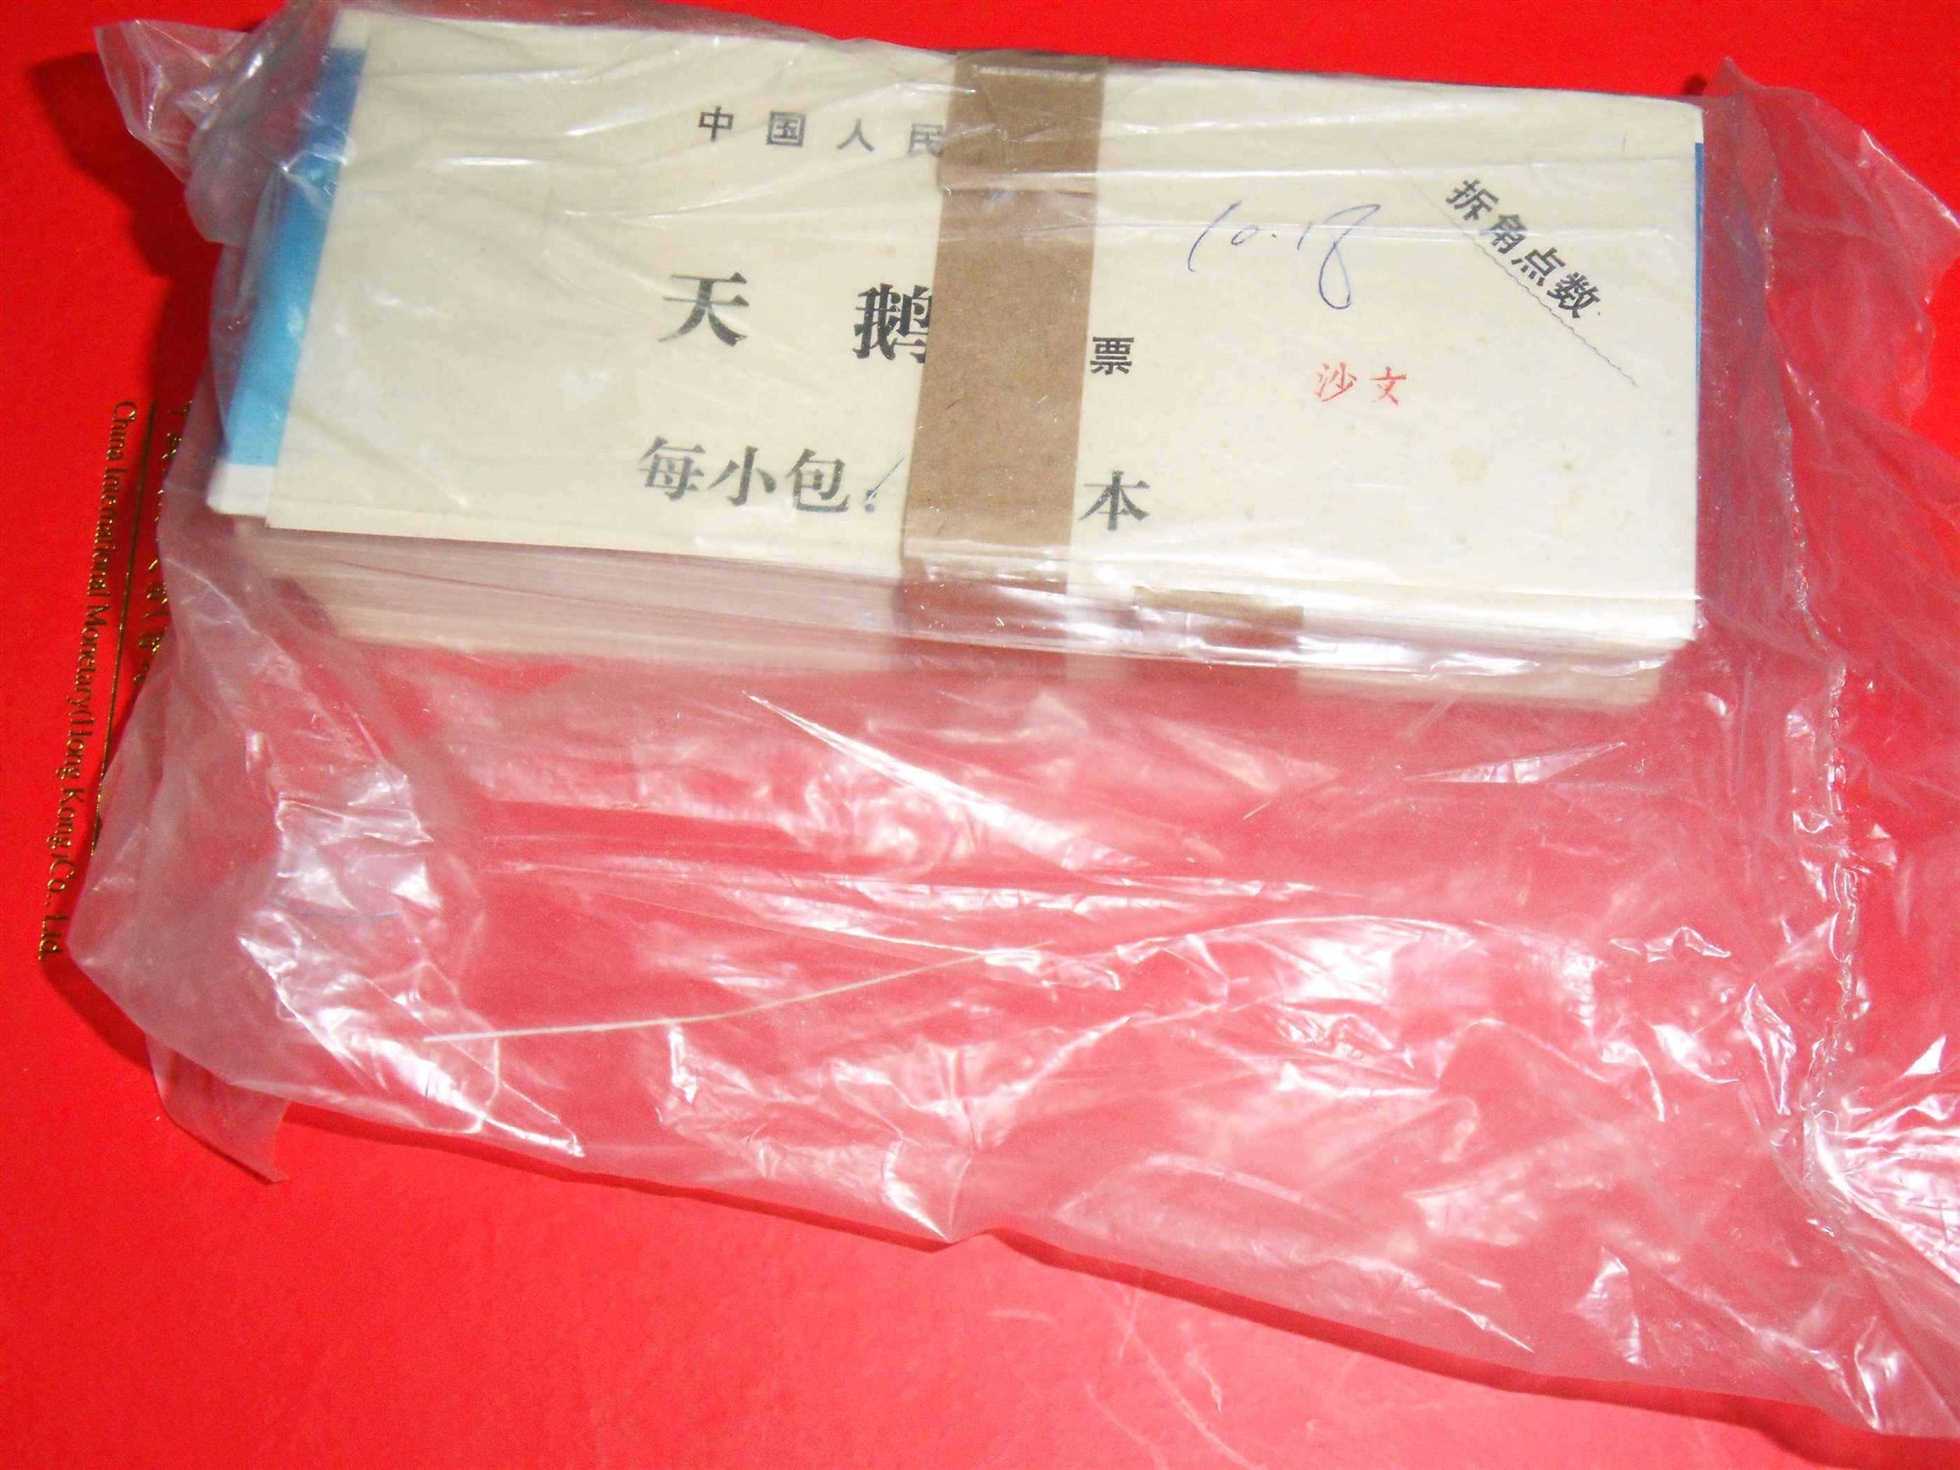 中国人民
天鹅
票
每小包
本
10.18
拆角点数
沙文
China International Monetary(Hong Kong)Co., Ltd.